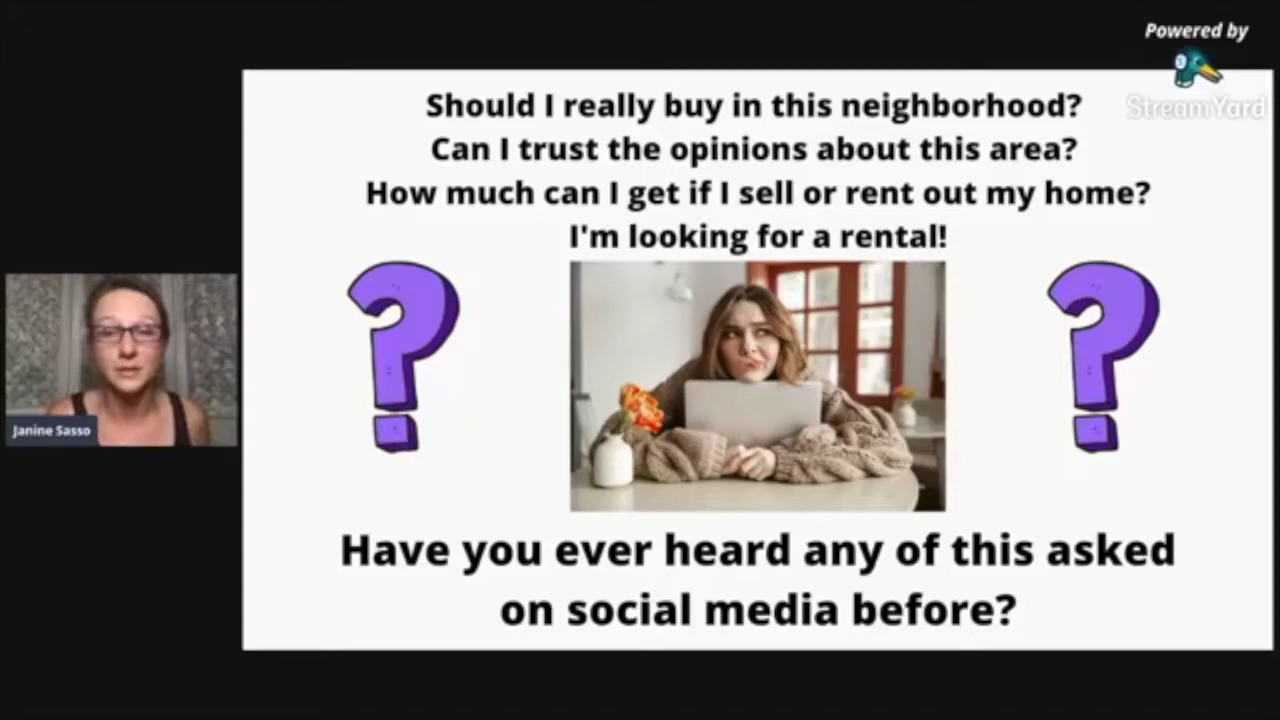 Powered by
StreamYard
Should I really buy in this neighborhood?
Can I trust the opinions about this area?
How much can I get if I sell or rent out my home?
I'm looking for a rental!
Janine Sasso
Have you ever heard any of this asked
on social media before?